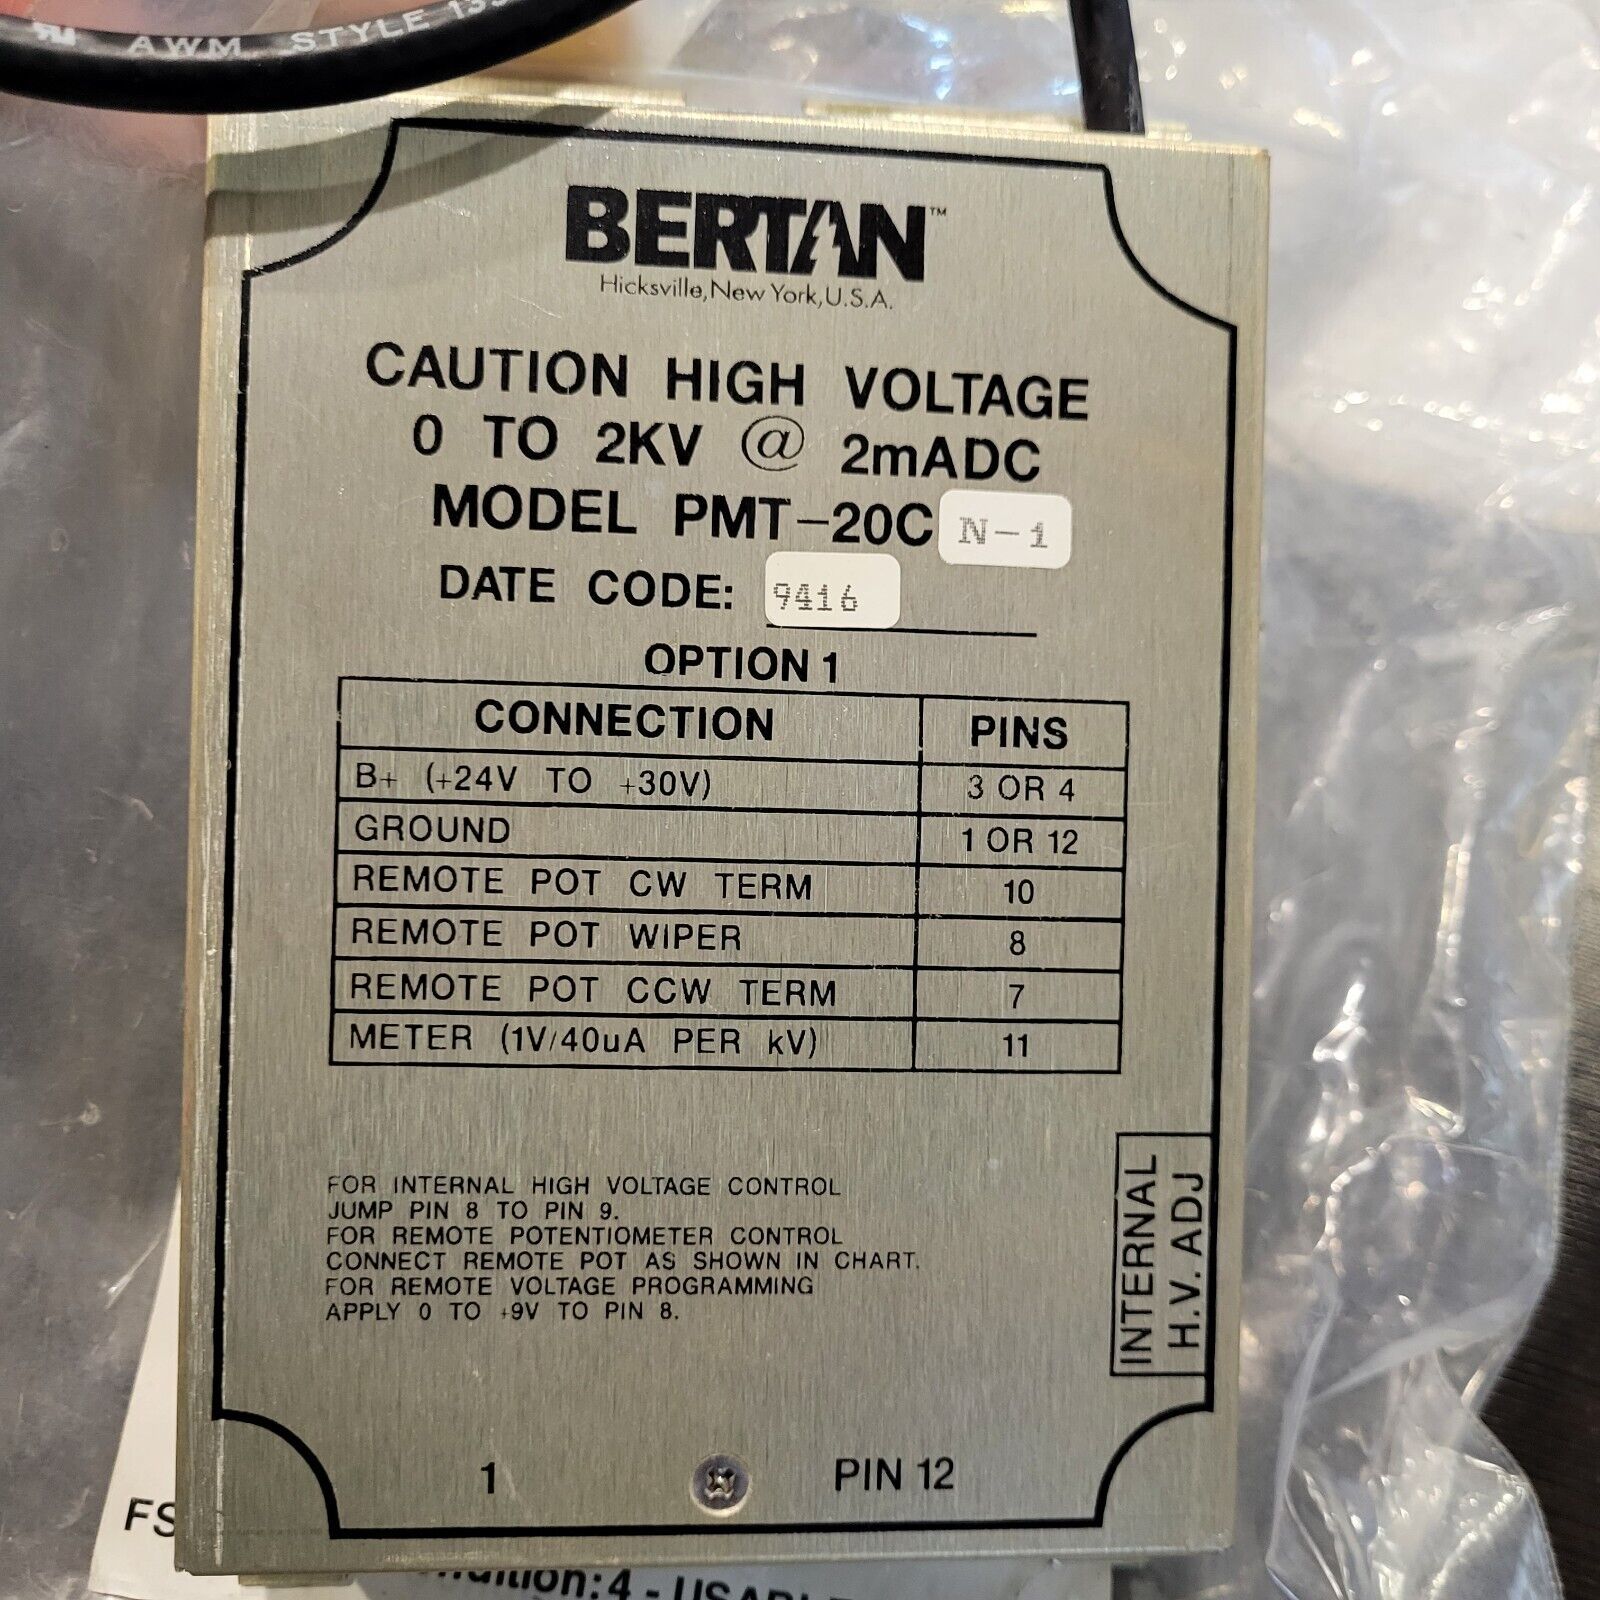 AWM STYLE
BERTAN™
Hicksville, New York, U.S.A.
CAUTION HIGH VOLTAGE
0 TO 2KV @ 2mADC
MODEL PMT-20C N-1
DATE CODE: 9416
OPTION 1
CONNECTION PINS
B+ (+24V TO +30V) 3 OR 4
GROUND 1 OR 12
REMOTE POT CW TERM 10
REMOTE POT WIPER 8
REMOTE POT CCW TERM 7
METER (1V/40uA PER kV) 11
FOR INTERNAL HIGH VOLTAGE CONTROL
JUMP PIN 8 TO PIN 9.
FOR REMOTE POTENTIOMETER CONTROL
CONNECT REMOTE POT AS SHOWN IN CHART.
FOR REMOTE VOLTAGE PROGRAMMING
APPLY 0 TO +9V TO PIN 8.
INTERNAL
H.V. ADJ
1 PIN 12
FS
4 - USABL